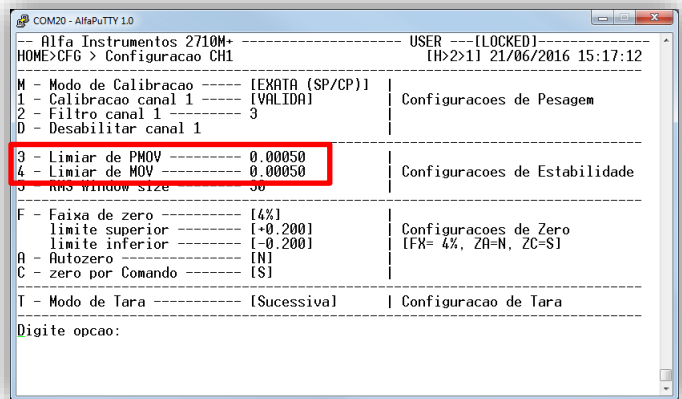 COM20 - AlfaPuTTY 1.0
-- Alfa Instrumentos 2710M+ ------------------ USER ---[LOCKED]-------------
HOME>CFG > Configuracao CH1 [H>2>1] 21/06/2016 15:17:12
M - Modo de Calibracao ----- [EXATA (SP/CP)] |
1 - Calibracao canal 1 ----- [VALIDA] | Configuracoes de Pesagem
2 - Filtro canal 1 --------- 3 |
D - Desabilitar canal 1 |
3 - Limiar de PMOV --------- 0.00050 |
4 - Limiar de MOV ---------- 0.00050 | Configuracoes de Estabilidade
5 - RMS Window size -------- 50 |
F - Faixa de zero ---------- [4%] |
limite superior -------- [+0.200] | Configuracoes de Zero
limite inferior -------- [-0.200] | [FX= 4%, ZA=N, ZC=S]
A - Autozero --------------- [N] |
C - zero por Comando ------- [S] |
T - Modo de Tara ----------- [Sucessiva] | Configuracao de Tara
Digite opcao: